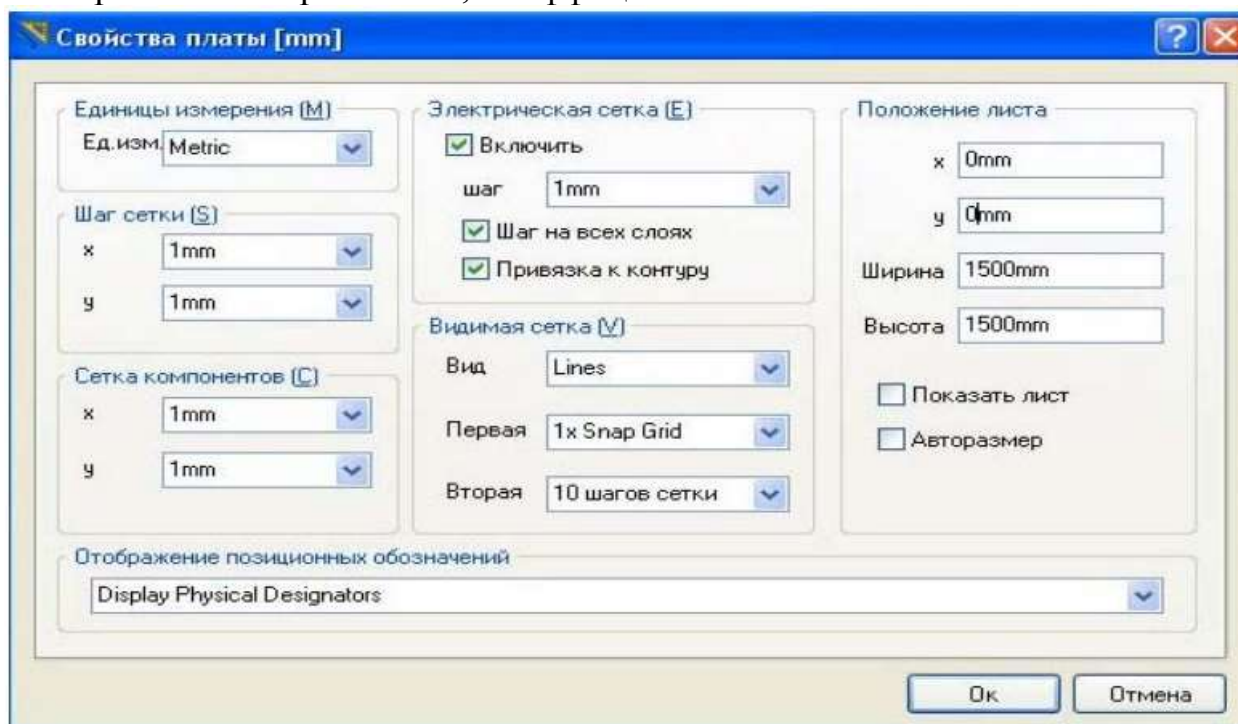 Свойства платы [mm]
Единицы измерения (M)
Ед.изм. Metric
Шаг сетки (S)
x 1mm
y 1mm
Сетка компонентов (C)
x 1mm
y 1mm
Электрическая сетка (E)
Включить
шаг 1mm
Шаг на всех слоях
Привязка к контуру
Видимая сетка (V)
Вид Lines
Первая 1x Snap Grid
Вторая 10 шагов сетки
Положение листа
x 0mm
y 0mm
Ширина 1500mm
Высота 1500mm
Показать лист
Авторазмер
Отображение позиционных обозначений
Display Physical Designators
Ок Отмена